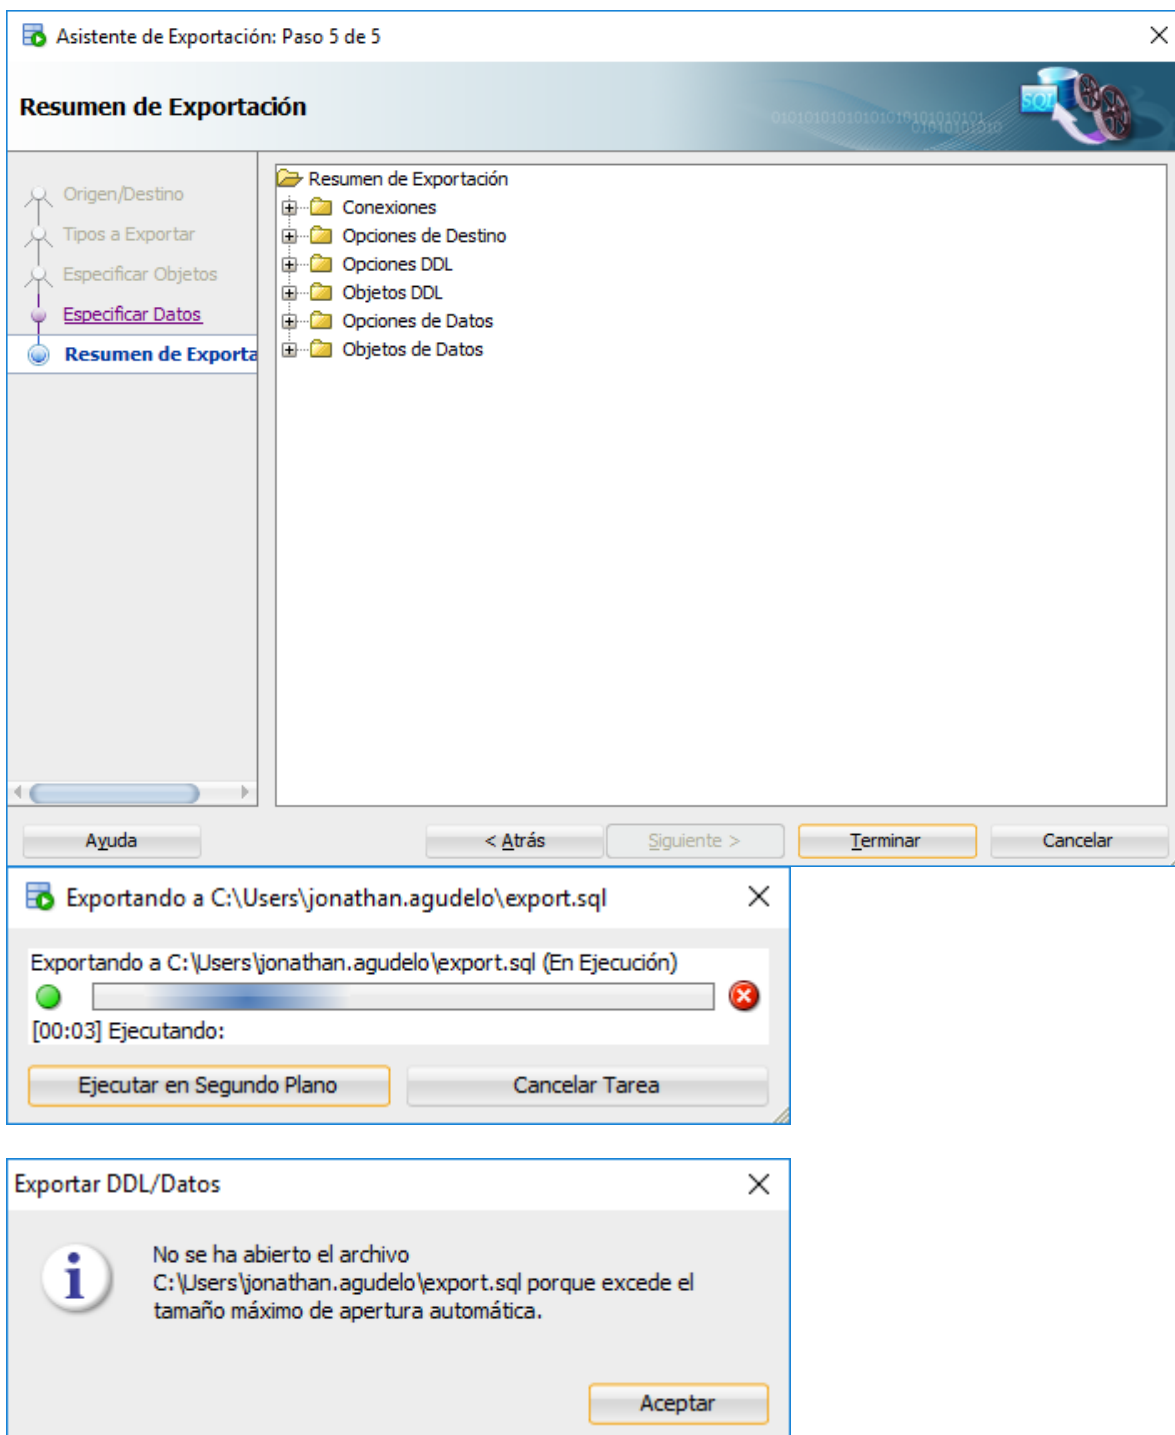 Asistente de Exportación: Paso 5 de 5
Resumen de Exportación
SQL
Origen/Destino
Tipos a Exportar
Especificar Objetos
Especificar Datos
Resumen de Exporta
Resumen de Exportación
Conexiones
Opciones de Destino
Opciones DDL
Objetos DDL
Opciones de Datos
Objetos de Datos
Ayuda
< Atrás
Siguiente >
Terminar
Cancelar
Exportando a C:\Users\jonathan.agudelo\export.sql
Exportando a C:\Users\jonathan.agudelo\export.sql (En Ejecución)
[00:03] Ejecutando:
Ejecutar en Segundo Plano
Cancelar Tarea
Exportar DDL/Datos
No se ha abierto el archivo
C:\Users\jonathan.agudelo\export.sql porque excede el
tamaño máximo de apertura automática.
Aceptar